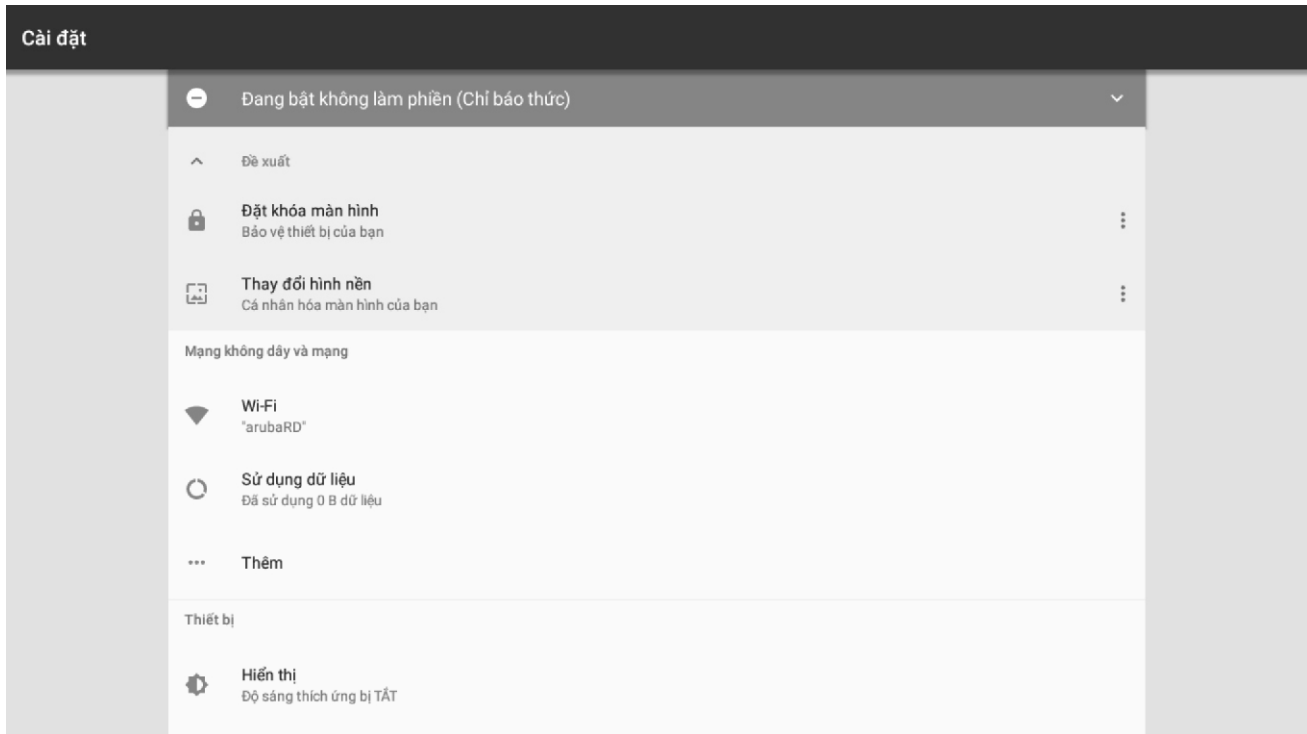 Cài đặt
Đang bật không làm phiền (Chỉ báo thức)
Đề xuất
Đặt khóa màn hình
Bảo vệ thiết bị của bạn
Thay đổi hình nền
Cá nhân hóa màn hình của bạn
Mạng không dây và mạng
Wi-Fi
"arubaRD"
Sử dụng dữ liệu
Đã sử dụng 0 B dữ liệu
Thêm
Thiết bị
Hiển thị
Độ sáng thích ứng bị TẮT